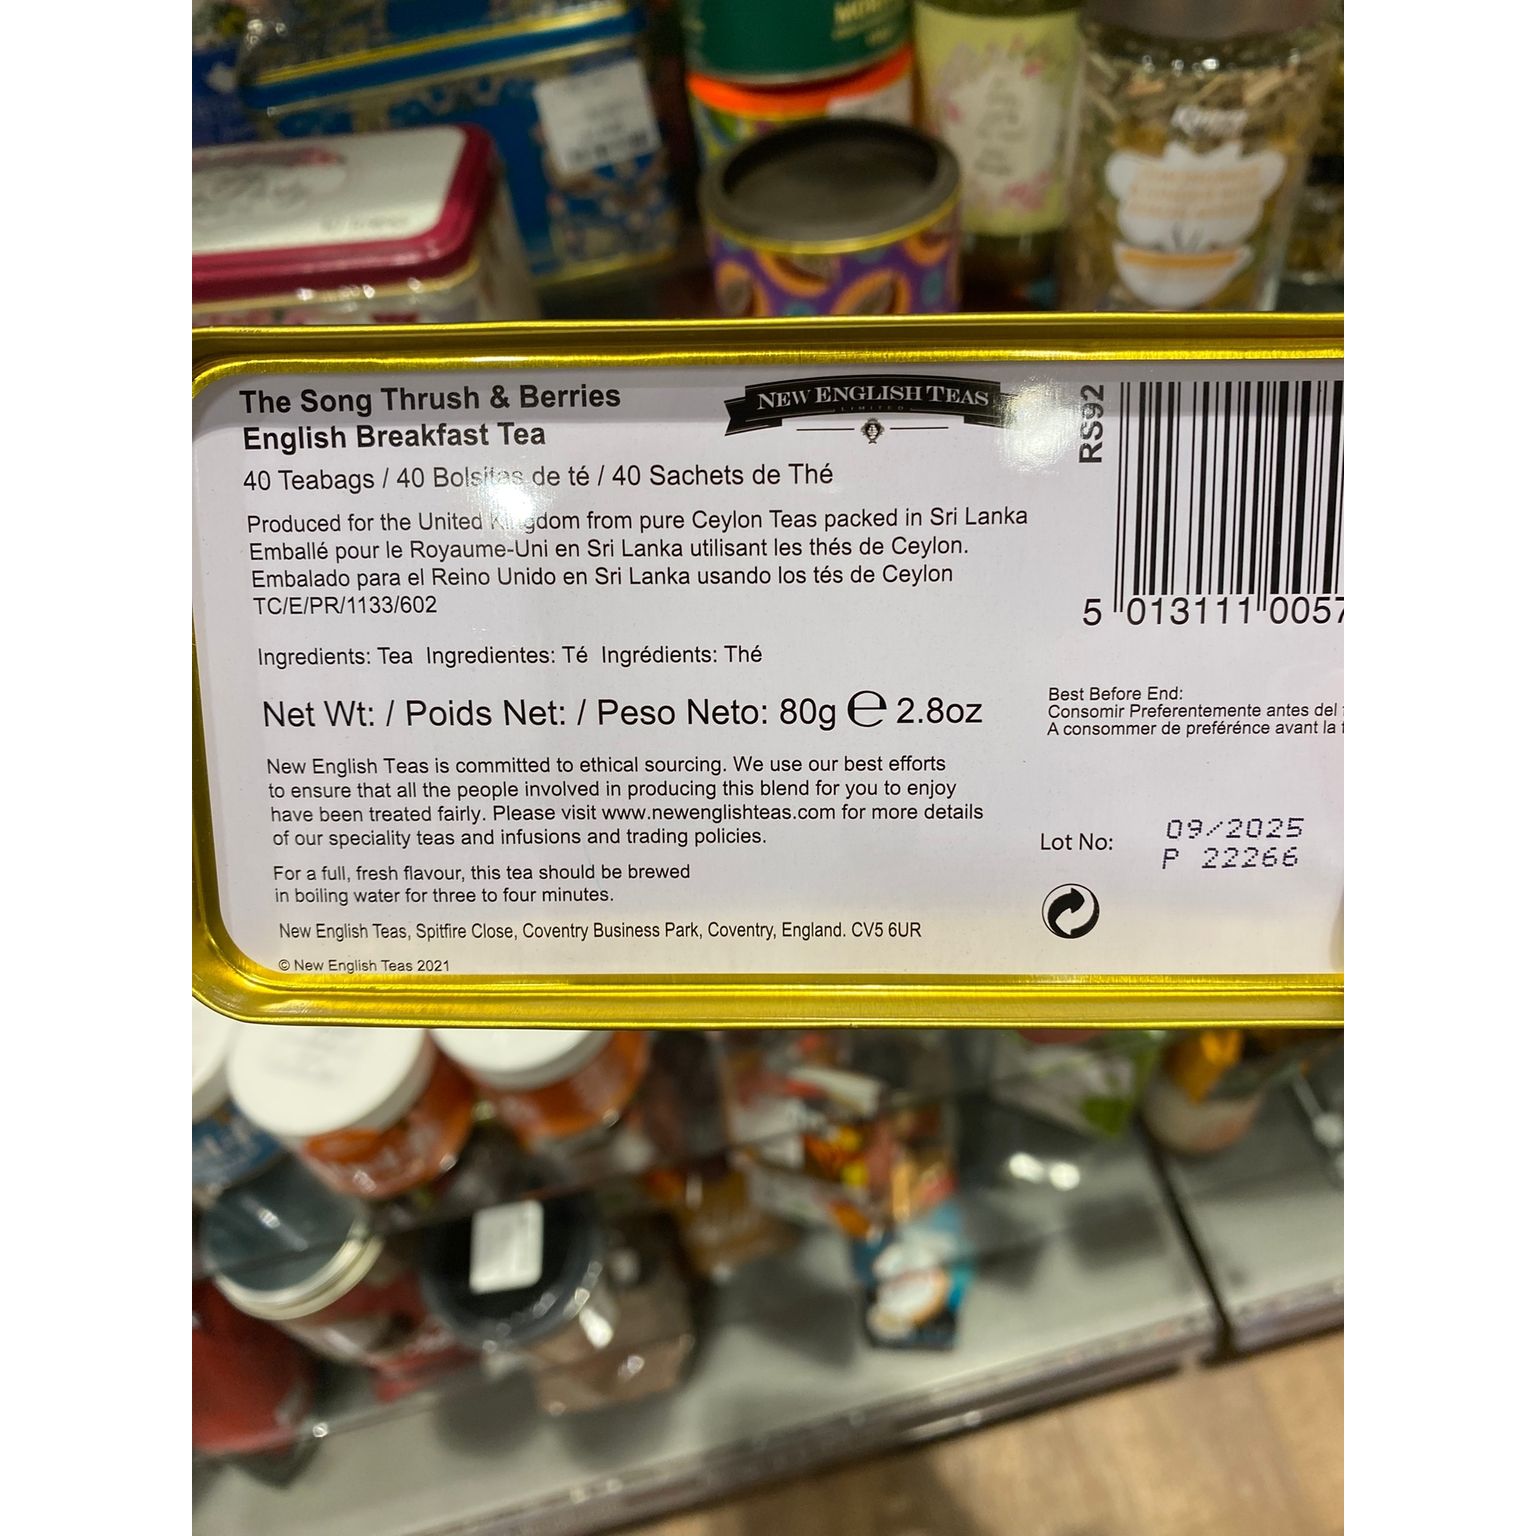 The Song Thrush & Berries
English Breakfast Tea
40 Teabags / 40 Bolsitas de té / 40 Sachets de Thé
Produced for the United Kingdom from pure Ceylon Teas packed in Sri Lanka
Emballé pour le Royaume-Uni en Sri Lanka utilisant les thés de Ceylon.
Embalado para el Reino Unido en Sri Lanka usando los tés de Ceylon
TC/E/PR/1133/602
Ingredients: Tea Ingredientes: Té Ingrédients: Thé
Net Wt: / Poids Net: / Peso Neto: 80g ℮ 2.8oz
New English Teas is committed to ethical sourcing. We use our best efforts
to ensure that all the people involved in producing this blend for you to enjoy
have been treated fairly. Please visit www.newenglishteas.com for more details
of our speciality teas and infusions and trading policies.
For a full, fresh flavour, this tea should be brewed
in boiling water for three to four minutes.
New English Teas, Spitfire Close, Coventry Business Park, Coventry, England. CV5 6UR
© New English Teas 2021
NEW ENGLISH TEAS
LIMITED
RS92
5 013111 0057
Best Before End:
Consomir Preferentemente antes del
A consommer de preférénce avant la
Lot No:
09/2025
P 22266